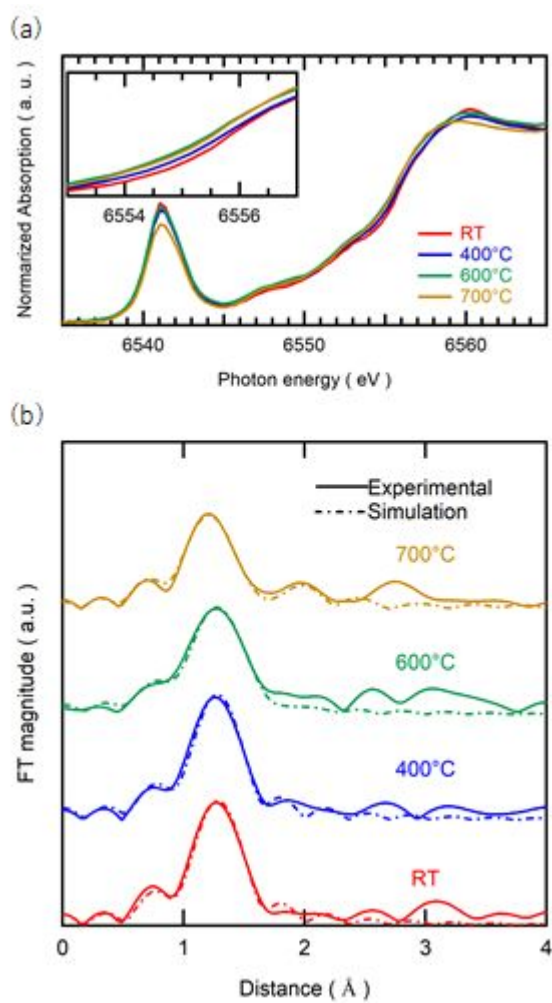 (a)
Normarized Absorption ( a. u. )
6554
6556
RT
400°C
600°C
700°C
6540
6550
6560
Photon energy ( eV )
(b)
Experimental
Simulation
700°C
600°C
400°C
RT
FT magnitude ( a.u. )
0
1
2
3
4
Distance ( Å )